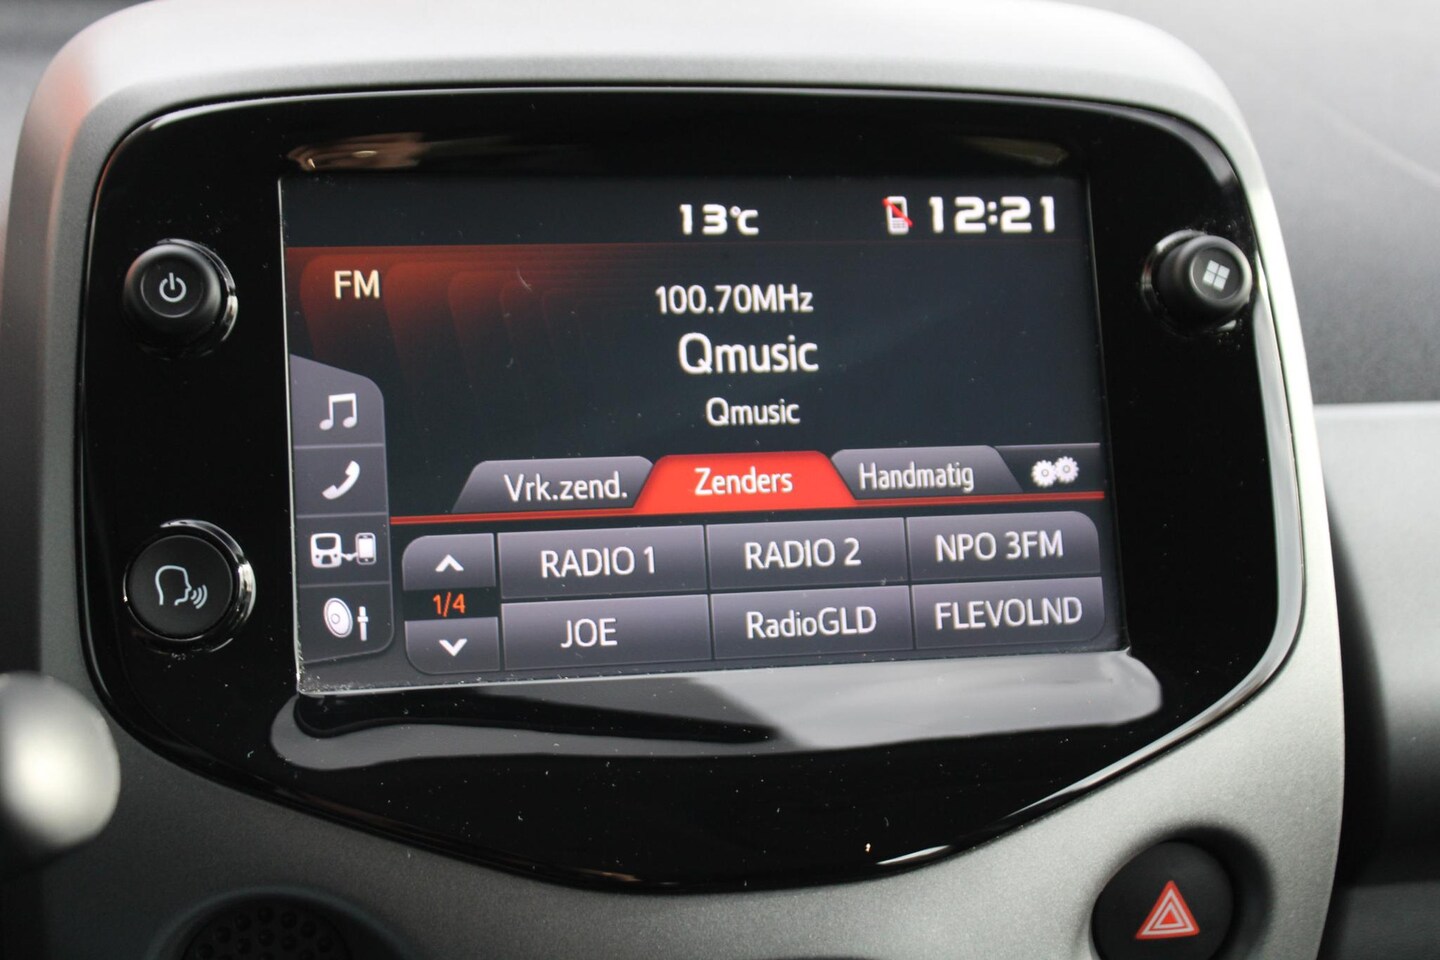 13°C 12:21
FM
100.70MHz
Qmusic
Qmusic
Vrk.zend. Zenders Handmatig
RADIO 1 RADIO 2 NPO 3FM
1/4
JOE RadioGLD FLEVOLND